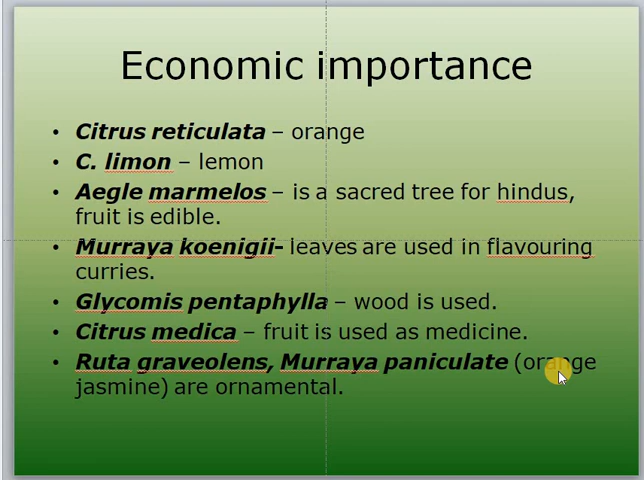 Economic importance
• Citrus reticulata – orange
• C. limon – lemon
• Aegle marmelos – is a sacred tree for hindus,
fruit is edible.
• Murraya koenigii- leaves are used in flavouring
curries.
• Glycomis pentaphylla – wood is used.
• Citrus medica – fruit is used as medicine.
• Ruta graveolens, Murraya paniculate (orange
jasmine) are ornamental.